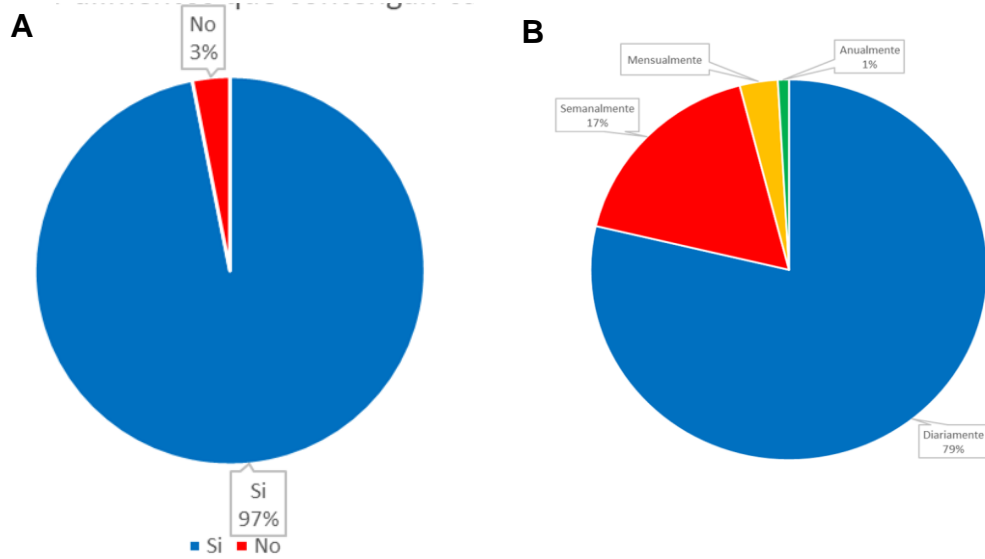 A
No
3%
Si
97%
Si No
B
Mensualmente
Anualmente
1%
Semanalmente
17%
Diariamente
79%